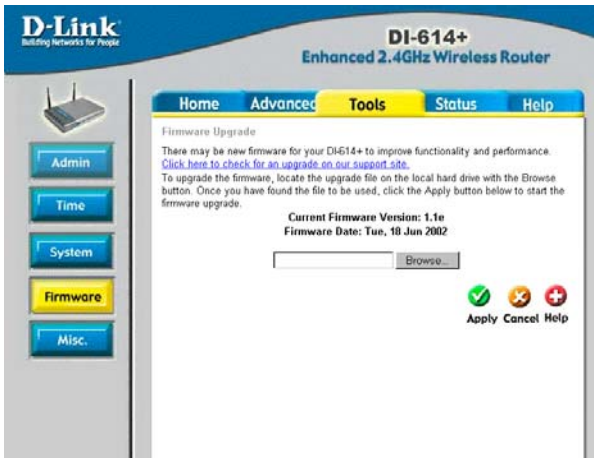 D-Link
Building Networks for People
DI-614+
Enhanced 2.4GHz Wireless Router
Home
Advanced
Tools
Status
Help
Admin
Time
System
Firmware
Misc.
Firmware Upgrade
There may be new firmware for your DI-614+ to improve functionality and performance.
Click here to check for an upgrade on our support site.
To upgrade the firmware, locate the upgrade file on the local hard drive with the Browse
button. Once you have found the file to be used, click the Apply button below to start the
firmware upgrade.
Current Firmware Version: 1.1e
Firmware Date: Tue, 18 Jun 2002
Browse...
Apply Cancel Help